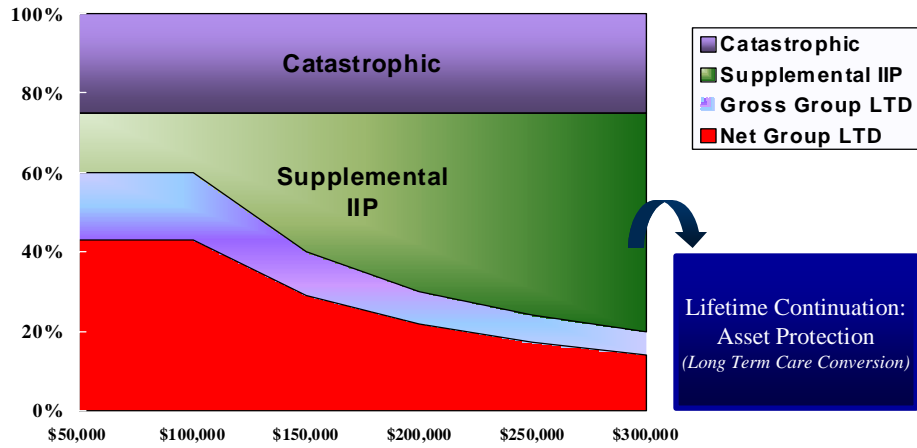 100%
80%
60%
40%
20%
0%
Catastrophic
Supplemental
IIP
$50,000
$100,000
$150,000
$200,000
$250,000
$300,000
Catastrophic
Supplemental IIP
Gross Group LTD
Net Group LTD
Lifetime Continuation:
Asset Protection
(Long Term Care Conversion)